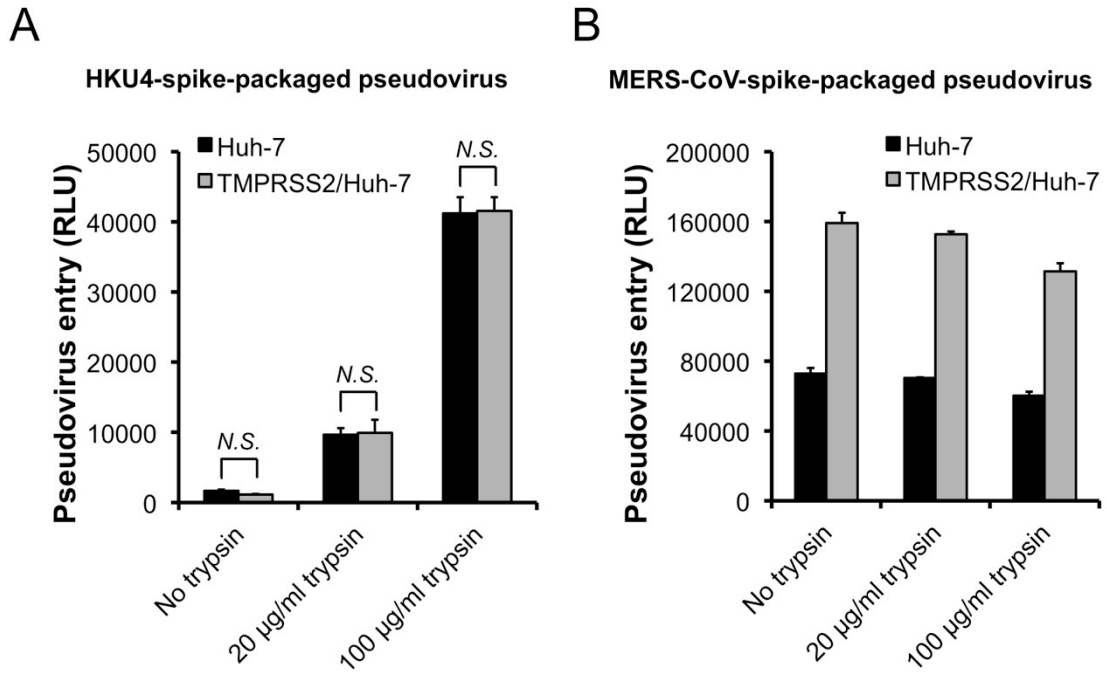 A
HKU4-spike-packaged pseudovirus
Huh-7
TMPRSS2/Huh-7
Pseudovirus entry (RLU)
50000
40000
30000
20000
10000
0
N.S.
N.S.
N.S.
No trypsin
20 µg/ml trypsin
100 µg/ml trypsin
B
MERS-CoV-spike-packaged pseudovirus
Huh-7
TMPRSS2/Huh-7
Pseudovirus entry (RLU)
200000
160000
120000
80000
40000
0
No trypsin
20 µg/ml trypsin
100 µg/ml trypsin